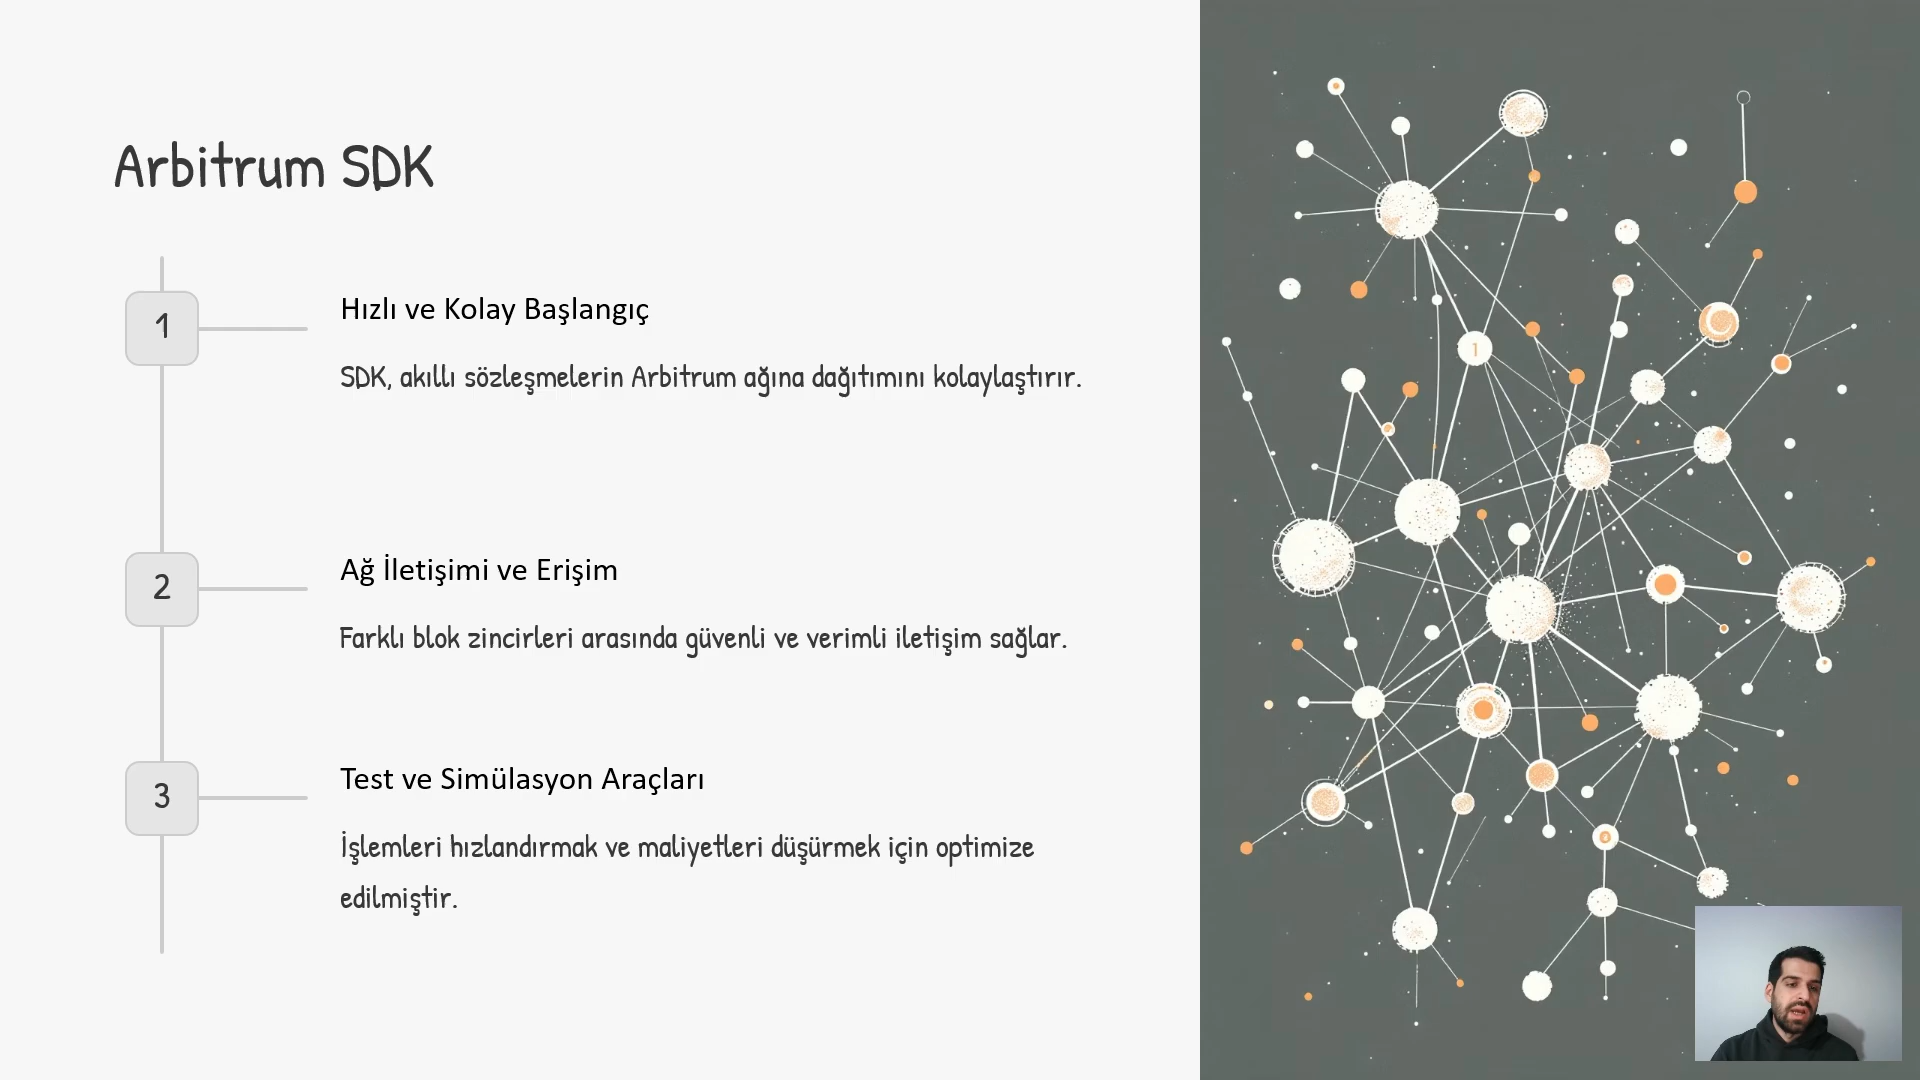 Arbitrum SDK
1
Hızlı ve Kolay Başlangıç
SDK, akıllı sözleşmelerin Arbitrum ağına dağıtımını kolaylaştırır.
2
Ağ İletişimi ve Erişim
Farklı blok zincirleri arasında güvenli ve verimli iletişim sağlar.
3
Test ve Simülasyon Araçları
İşlemleri hızlandırmak ve maliyetleri düşürmek için optimize
edilmiştir.
1